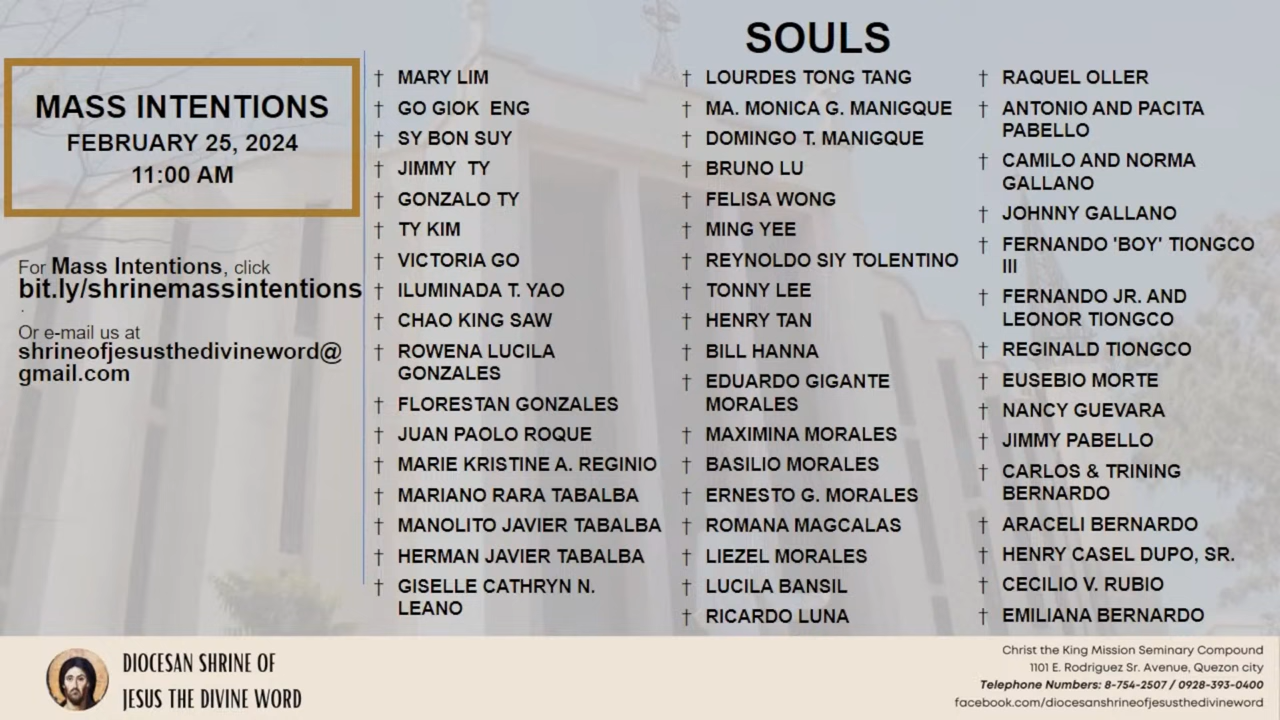 SOULS
MASS INTENTIONS
FEBRUARY 25, 2024
11:00 AM
For Mass Intentions, click
bit.ly/shrinemassintentions
.
Or e-mail us at
shrineofjesusthedivineword@
gmail.com
† MARY LIM
† GO GIOK  ENG
† SY BON SUY
† JIMMY  TY
† GONZALO TY
† TY KIM
† VICTORIA GO
† ILUMINADA T. YAO
† CHAO KING SAW
† ROWENA LUCILA
GONZALES
† FLORESTAN GONZALES
† JUAN PAOLO ROQUE
† MARIE KRISTINE A. REGINIO
† MARIANO RARA TABALBA
† MANOLITO JAVIER TABALBA
† HERMAN JAVIER TABALBA
† GISELLE CATHRYN N.
LEANO
† LOURDES TONG TANG
† MA. MONICA G. MANIGQUE
† DOMINGO T. MANIGQUE
† BRUNO LU
† FELISA WONG
† MING YEE
† REYNOLDO SIY TOLENTINO
† TONNY LEE
† HENRY TAN
† BILL HANNA
† EDUARDO GIGANTE
MORALES
† MAXIMINA MORALES
† BASILIO MORALES
† ERNESTO G. MORALES
† ROMANA MAGCALAS
† LIEZEL MORALES
† LUCILA BANSIL
† RICARDO LUNA
† RAQUEL OLLER
† ANTONIO AND PACITA
PABELLO
† CAMILO AND NORMA
GALLANO
† JOHNNY GALLANO
† FERNANDO 'BOY' TIONGCO
III
† FERNANDO JR. AND
LEONOR TIONGCO
† REGINALD TIONGCO
† EUSEBIO MORTE
† NANCY GUEVARA
† JIMMY PABELLO
† CARLOS & TRINING
BERNARDO
† ARACELI BERNARDO
† HENRY CASEL DUPO, SR.
† CECILIO V. RUBIO
† EMILIANA BERNARDO
DIOCESAN SHRINE OF
JESUS THE DIVINE WORD
Christ the King Mission Seminary Compound
1101 E. Rodriguez Sr. Avenue, Quezon city
Telephone Numbers: 8-754-2507 / 0928-393-0400
facebook.com/diocesanshrineofjesusthedivineword